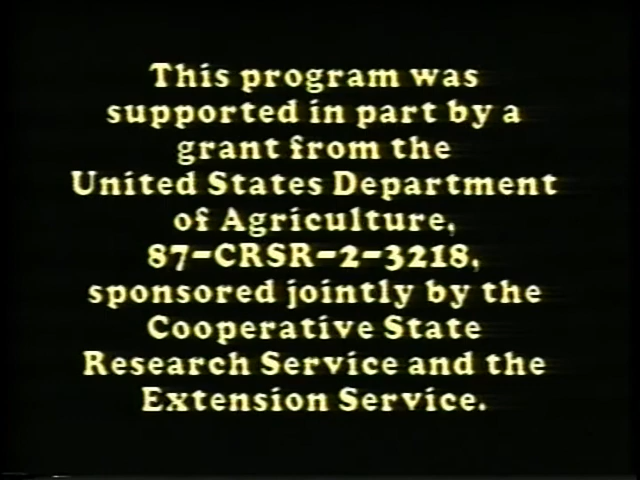 This program was
supported in part by a
grant from the
United States Department
of Agriculture,
87-CRSR-2-3218,
sponsored jointly by the
Cooperative State
Research Service and the
Extension Service.